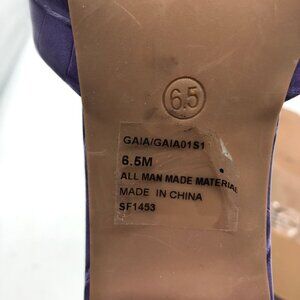 6.5
GAIA/GAIA01S1
6.5M
ALL MAN MADE MATERIAL
MADE IN CHINA
SF1453